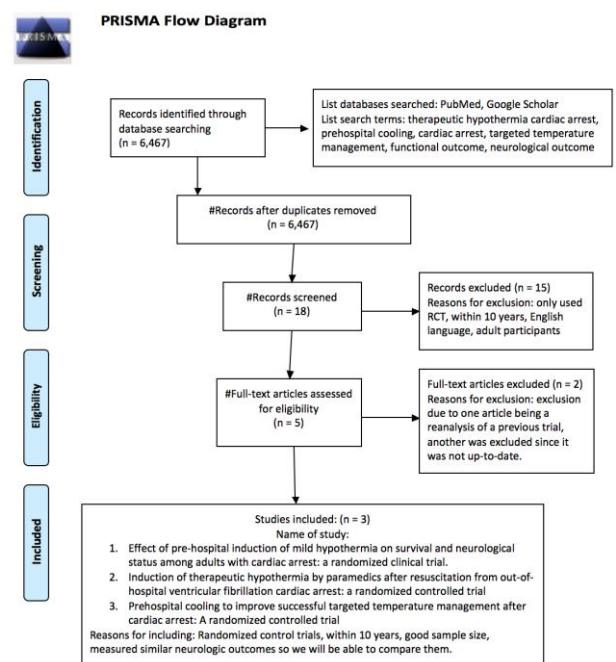 PRISMA
PRISMA Flow Diagram
Identification
Records identified through
database searching
(n = 6,467)
List databases searched: PubMed, Google Scholar
List search terms: therapeutic hypothermia cardiac arrest,
prehospital cooling, cardiac arrest, targeted temperature
management, functional outcome, neurological outcome
#Records after duplicates removed
(n = 6,467)
Screening
#Records screened
(n = 18)
Records excluded (n = 15)
Reasons for exclusion: only used
RCT, within 10 years, English
language, adult participants
Eligibility
#Full-text articles assessed
for eligibility
(n = 5)
Full-text articles excluded (n = 2)
Reasons for exclusion: exclusion
due to one article being a
reanalysis of a previous trial,
another was excluded since it
was not up-to-date.
Included
Studies included: (n = 3)
Name of study:
1. Effect of pre-hospital induction of mild hypothermia on survival and neurological
status among adults with cardiac arrest: a randomized clinical trial.
2. Induction of therapeutic hypothermia by paramedics after resuscitation from out-of-
hospital ventricular fibrillation cardiac arrest: a randomized controlled trial
3. Prehospital cooling to improve successful targeted temperature management after
cardiac arrest: A randomized controlled trial
Reasons for including: Randomized control trials, within 10 years, good sample size,
measured similar neurologic outcomes so we will be able to compare them.